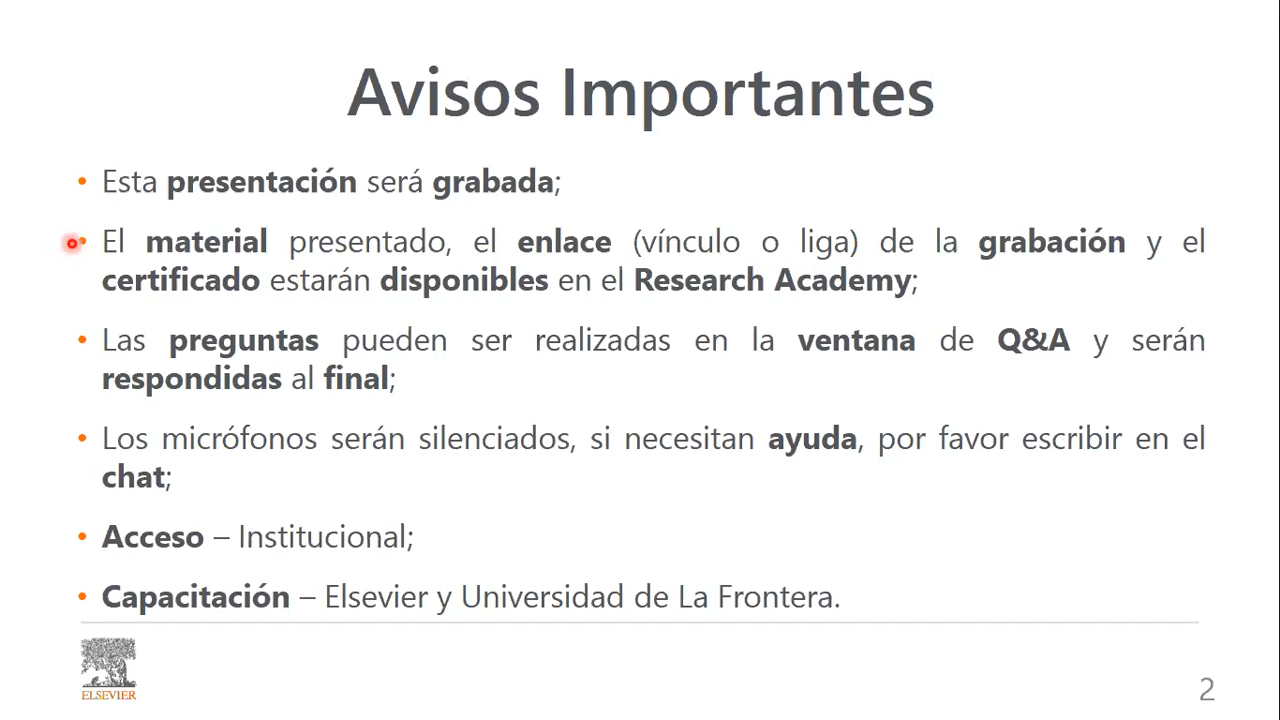 Avisos Importantes
• Esta presentación será grabada;
• El material presentado, el enlace (vínculo o liga) de la grabación y el
certificado estarán disponibles en el Research Academy;
• Las preguntas pueden ser realizadas en la ventana de Q&A y serán
respondidas al final;
• Los micrófonos serán silenciados, si necesitan ayuda, por favor escribir en el
chat;
• Acceso – Institucional;
• Capacitación – Elsevier y Universidad de La Frontera.
ELSEVIER
2